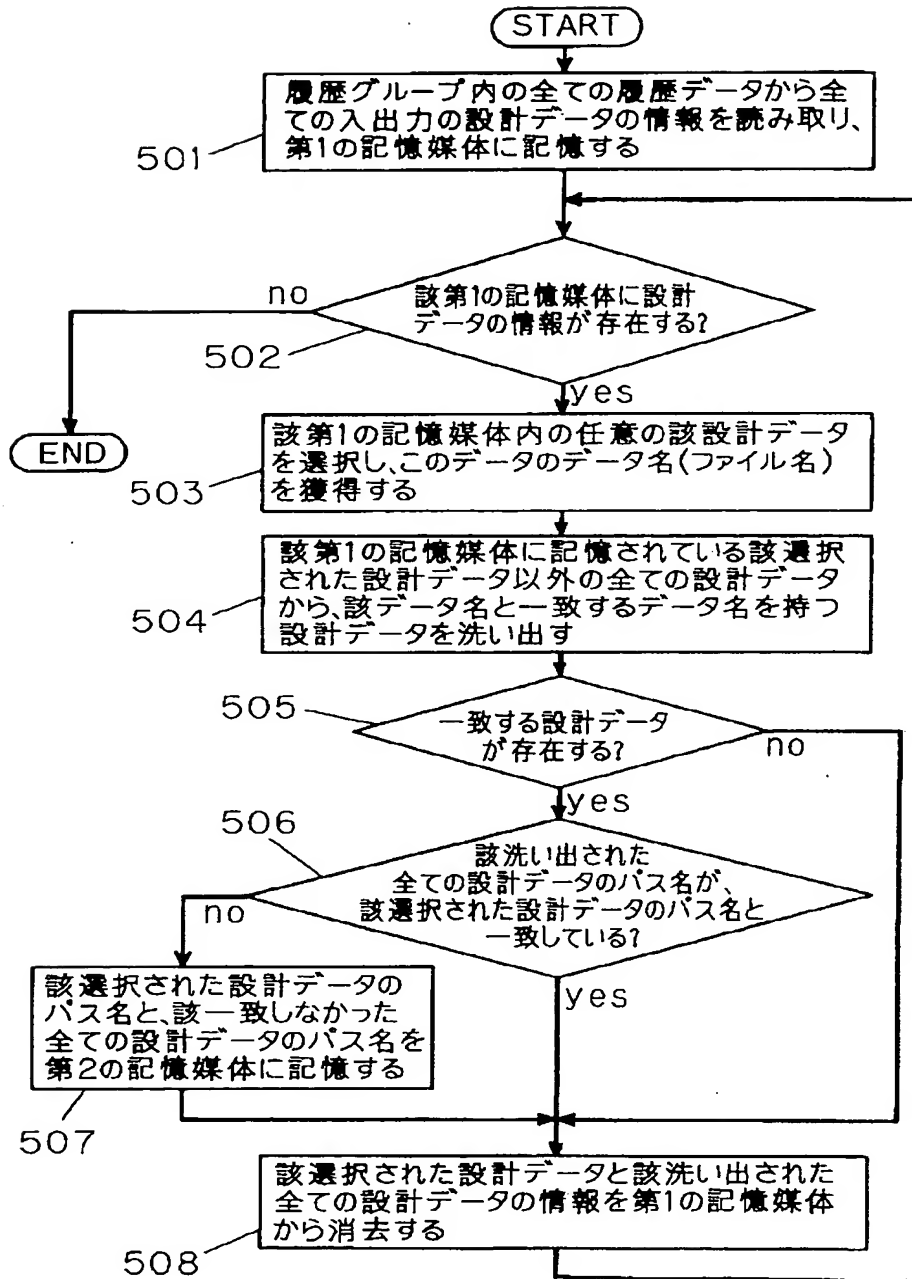 START
履歴グループ内の全ての履歴データから全
ての入出力の設計データの情報を読み取り、
第1の記憶媒体に記憶する
501
no
該第1の記憶媒体に設計
データの情報が存在する?
502
yes
END
該第1の記憶媒体内の任意の該設計データ
を選択し、このデータのデータ名(ファイル名)
を獲得する
503
該第1の記憶媒体に記憶されている該選択
された設計データ以外の全ての設計データ
から、該データ名と一致するデータ名を持つ
設計データを洗い出す
504
505
一致する設計データ
が存在する?
no
yes
506
該洗い出された
全ての設計データのパス名が、
該選択された設計データのパス名と
一致している?
no
yes
該選択された設計データの
パス名と、該一致しなかった
全ての設計データのパス名を
第2の記憶媒体に記憶する
507
該選択された設計データと該洗い出された
全ての設計データの情報を第1の記憶媒体
から消去する
508